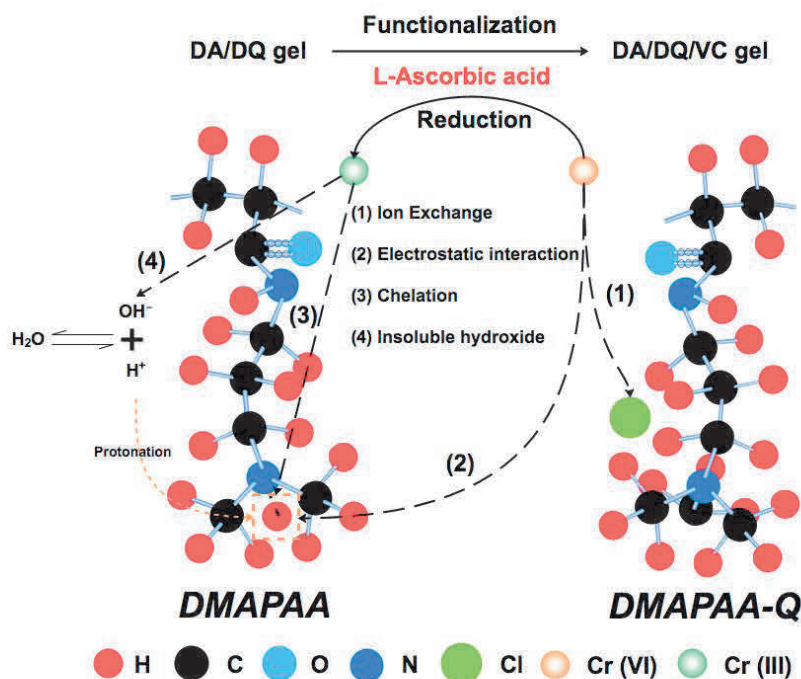 Functionalization
DA/DQ gel
DA/DQ/VC gel
L-Ascorbic acid
Reduction
(1) Ion Exchange
(2) Electrostatic interaction
(3) Chelation
(4) Insoluble hydroxide
(4)
(3)
(1)
(2)
OH⁻
H₂O
+
H⁺
Protonation
DMAPAA
DMAPAA-Q
H C O N Cl Cr (VI) Cr (III)